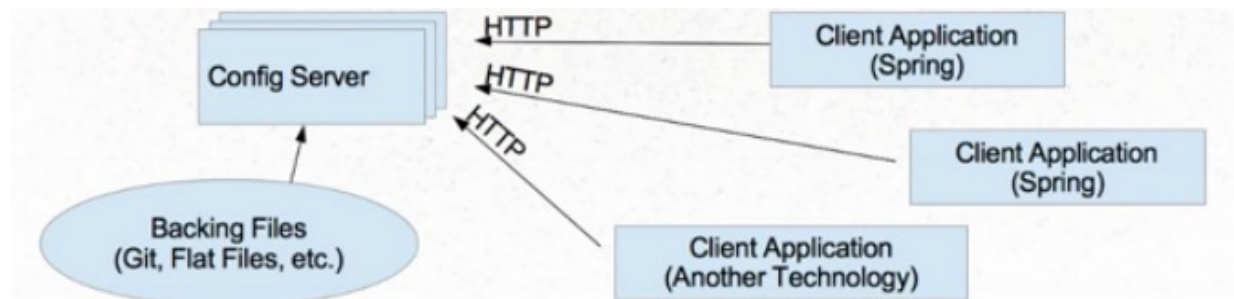 HTTP
Client Application
(Spring)
Config Server
HTTP
HTTP
Client Application
(Spring)
Backing Files
(Git, Flat Files, etc.)
Client Application
(Another Technology)